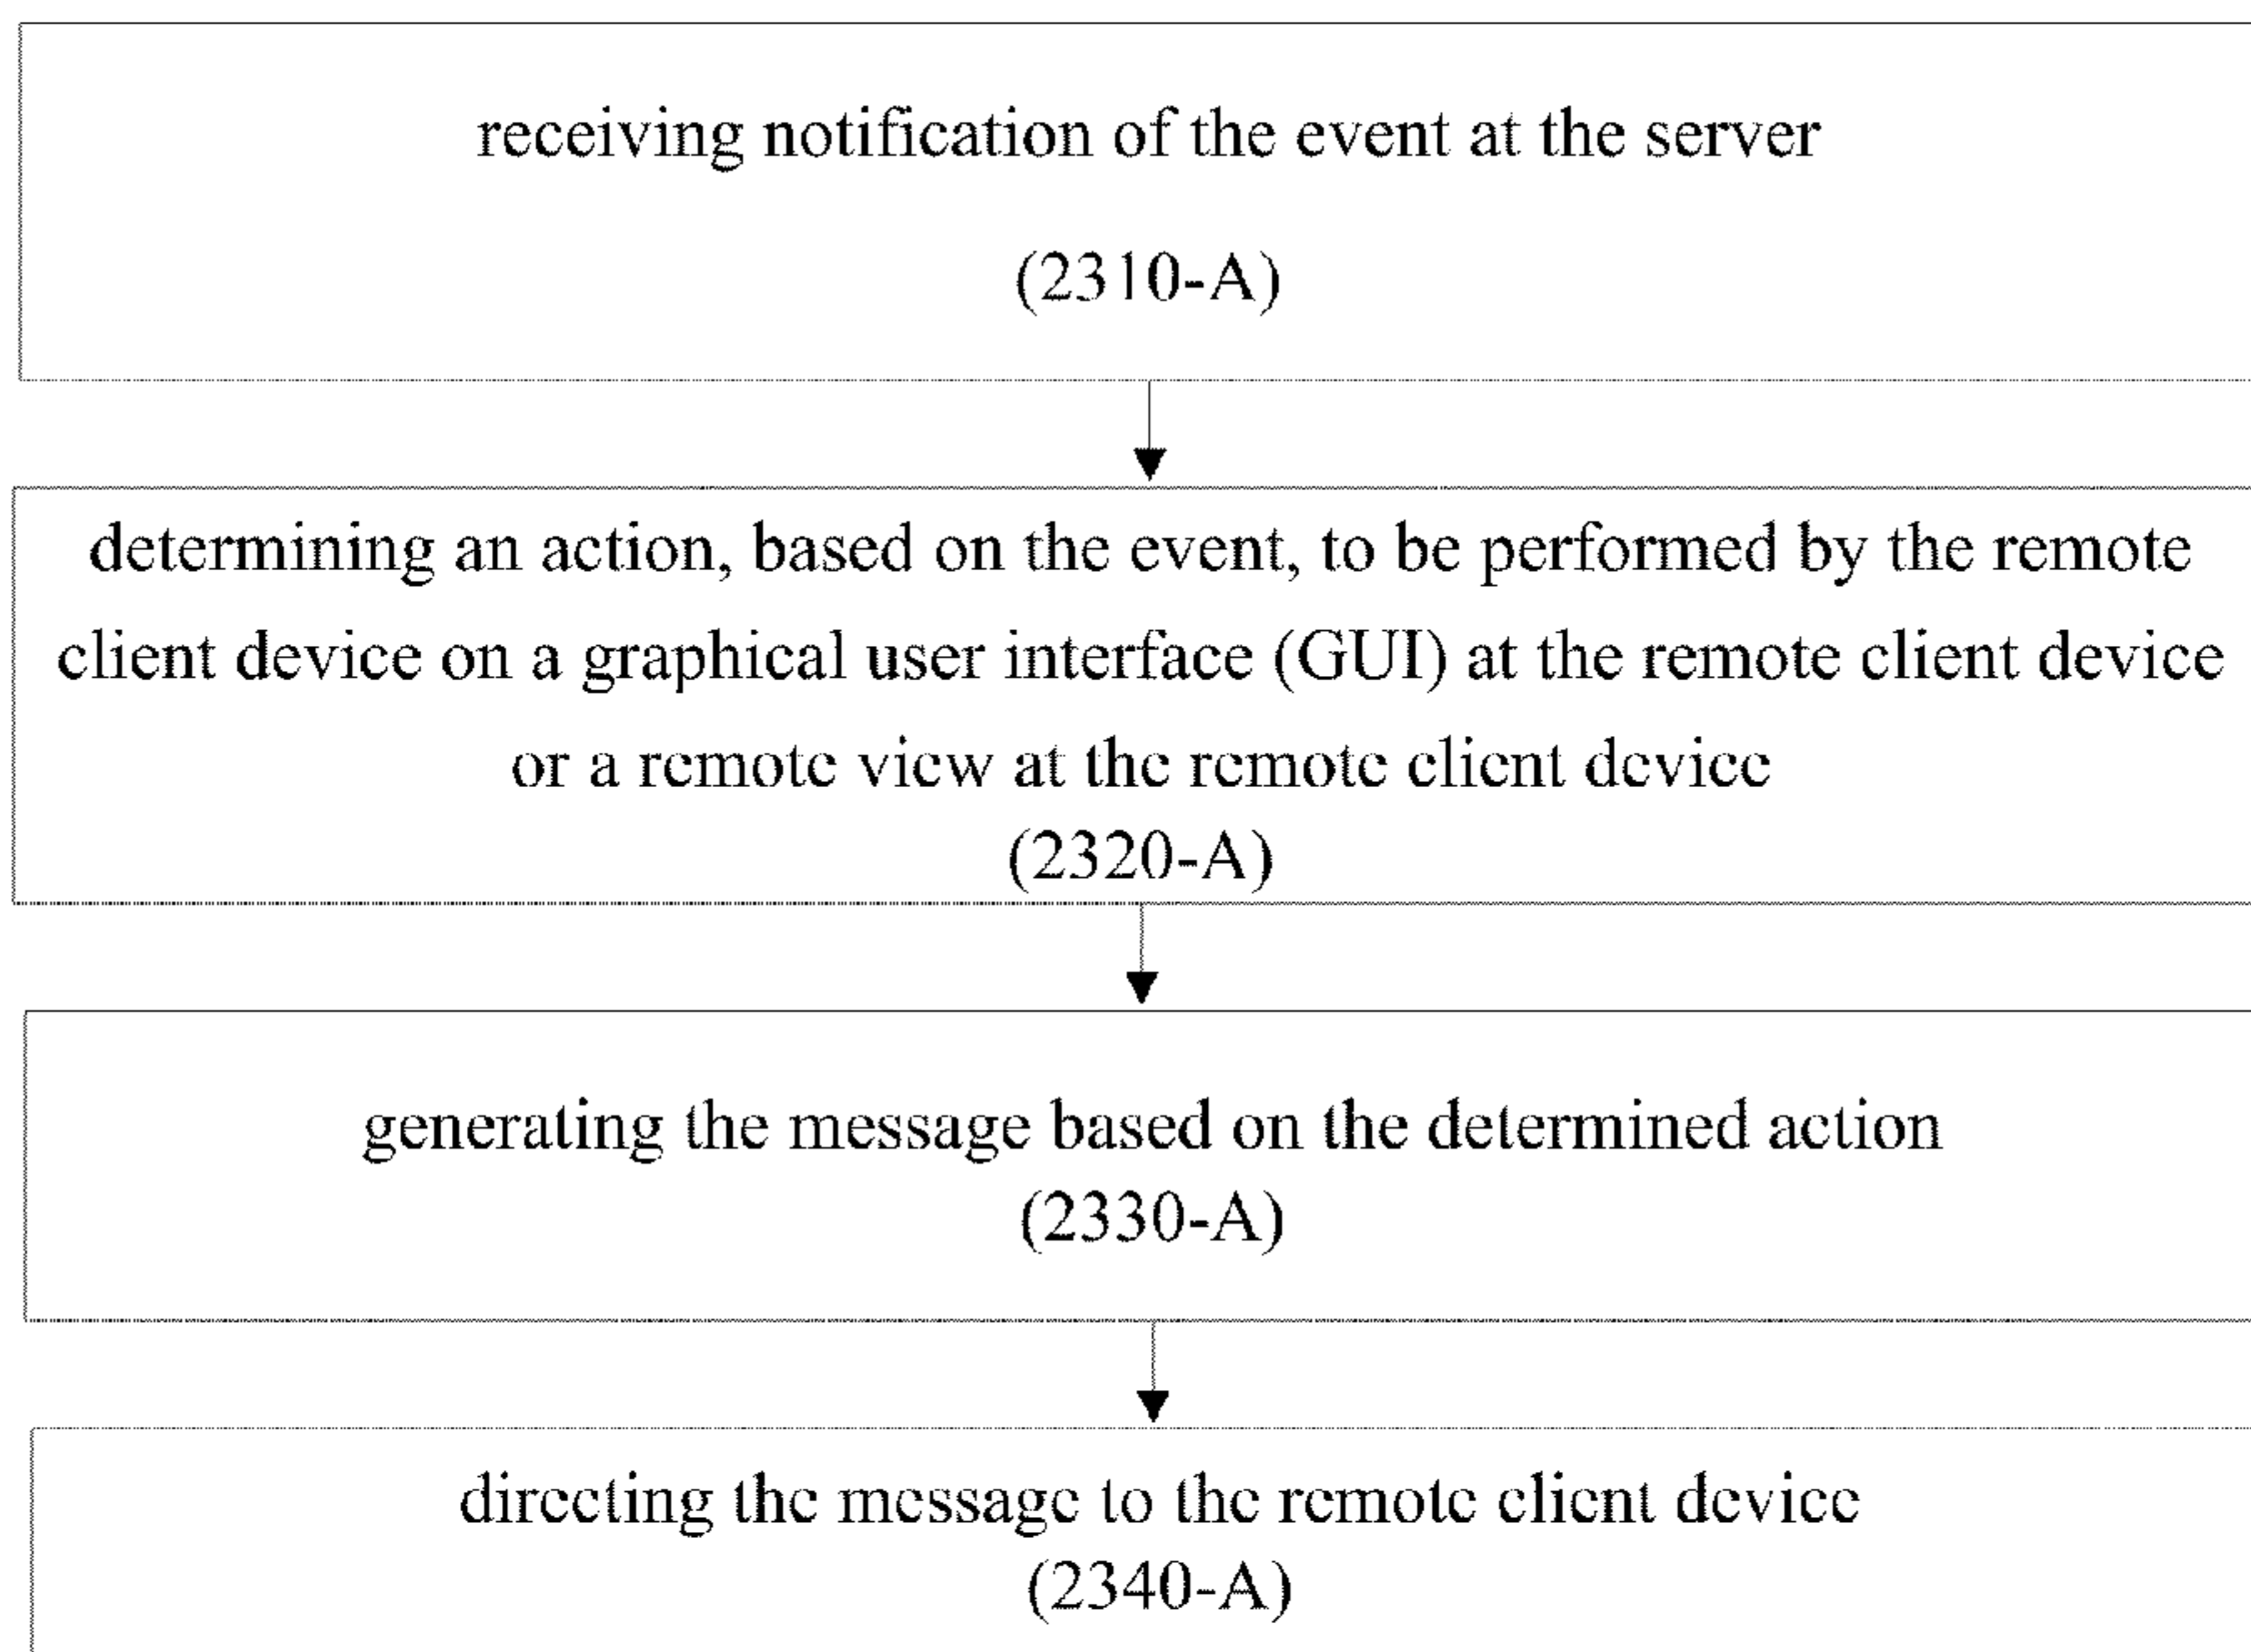 receiving notification of the event at the server
(2310-A)
determining an action, based on the event, to be performed by the remote
client device on a graphical user interface (GUI) at the remote client device
or a remote view at the remote client device
(2320-A)
generating the message based on the determined action
(2330-A)
directing the message to the remote client device
(2340-A)